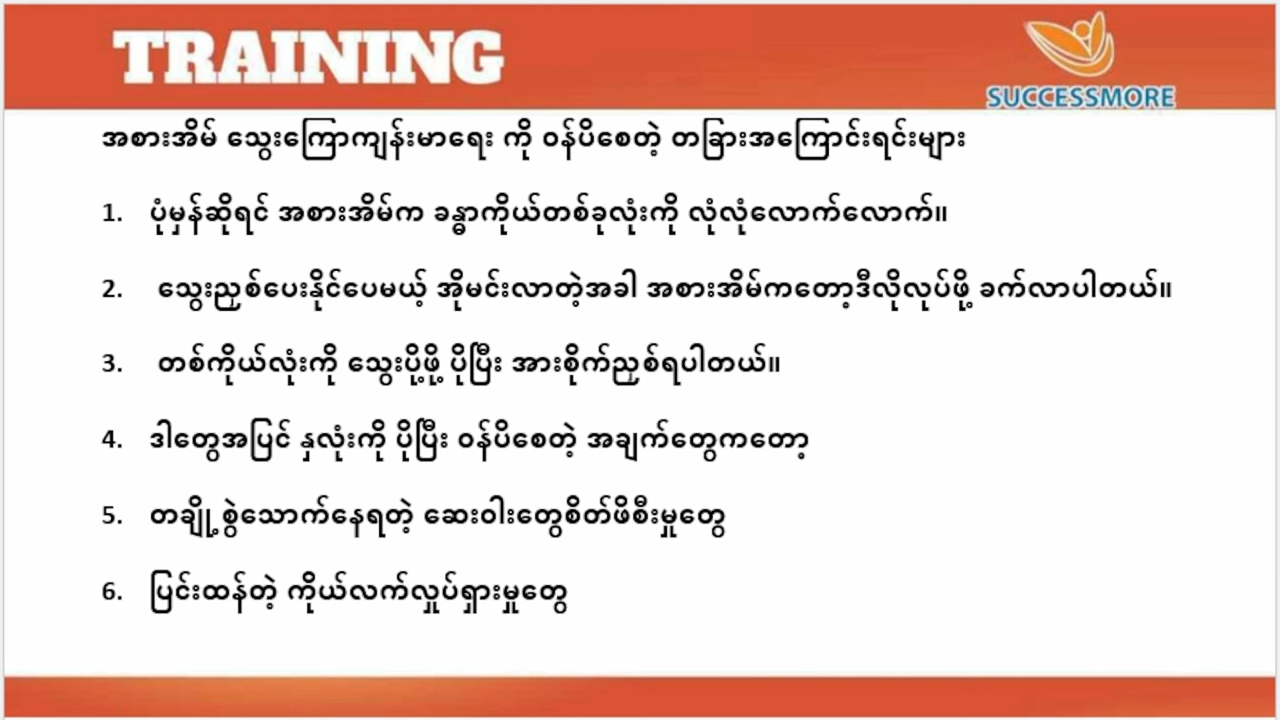 TRAINING
SUCCESSMORE
အစားအိမ် သွေးကြောကျန်းမာရေး ကို ဝန်ပိစေတဲ့ တခြားအကြောင်းရင်းများ
1. ပုံမှန်ဆိုရင် အစားအိမ်က ခန္ဓာကိုယ်တစ်ခုလုံးကို လုံလုံလောက်လောက်။
2. သွေးညှစ်ပေးနိုင်ပေမယ့် အိုမင်းလာတဲ့အခါ အစားအိမ်ကတော့ဒီလိုလုပ်ဖို့ ခက်လာပါတယ်။
3. တစ်ကိုယ်လုံးကို သွေးပို့ဖို့ ပိုပြီး အားစိုက်ညှစ်ရပါတယ်။
4. ဒါတွေအပြင် နှလုံးကို ပိုပြီး ဝန်ပိစေတဲ့ အချက်တွေကတော့
5. တချို့စွဲသောက်နေရတဲ့ ဆေးဝါးတွေစိတ်ဖိစီးမှုတွေ
6. ပြင်းထန်တဲ့ ကိုယ်လက်လှုပ်ရှားမှုတွေ